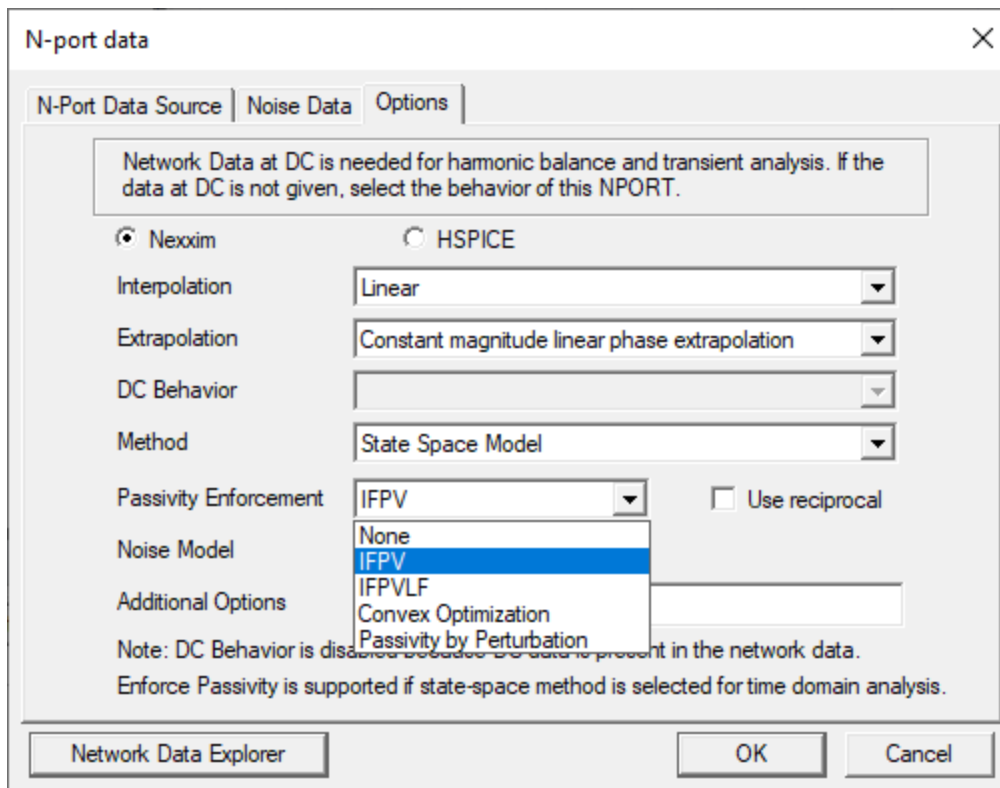 N-port data
N-Port Data Source Noise Data Options
Network Data at DC is needed for harmonic balance and transient analysis. If the
data at DC is not given, select the behavior of this NPORT.
Nexxim HSPICE
Interpolation Linear
Extrapolation Constant magnitude linear phase extrapolation
DC Behavior
Method State Space Model
Passivity Enforcement IFPV Use reciprocal
None
Noise Model IFPV
IFPVLF
Additional Options Convex Optimization
Passivity by Perturbation
Note: DC Behavior is data is present in the network data.
Enforce Passivity is supported if state-space method is selected for time domain analysis.
Network Data Explorer OK Cancel